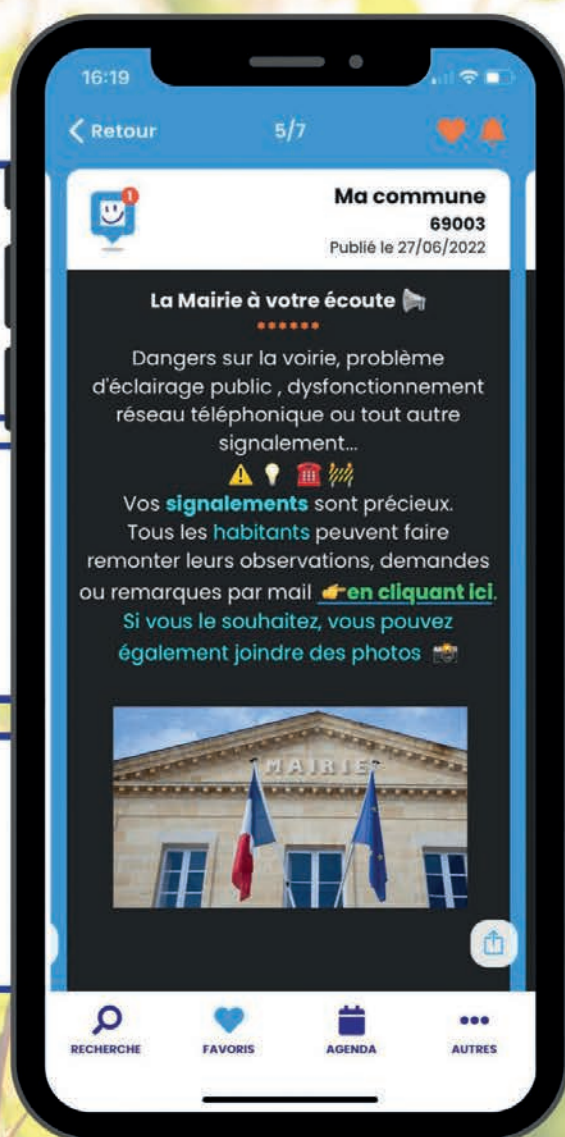 16:19
Retour
5/7
1
Ma commune
69003
Publié le 27/06/2022
La Mairie à votre écoute
Dangers sur la voirie, problème
d'éclairage public , dysfonctionnement
réseau téléphonique ou tout autre
signalement...
Vos signalements sont précieux.
Tous les habitants peuvent faire
remonter leurs observations, demandes
ou remarques par mail 👉en cliquant ici.
Si vous le souhaitez, vous pouvez
également joindre des photos
MAIRIE
RECHERCHE
FAVORIS
AGENDA
AUTRES